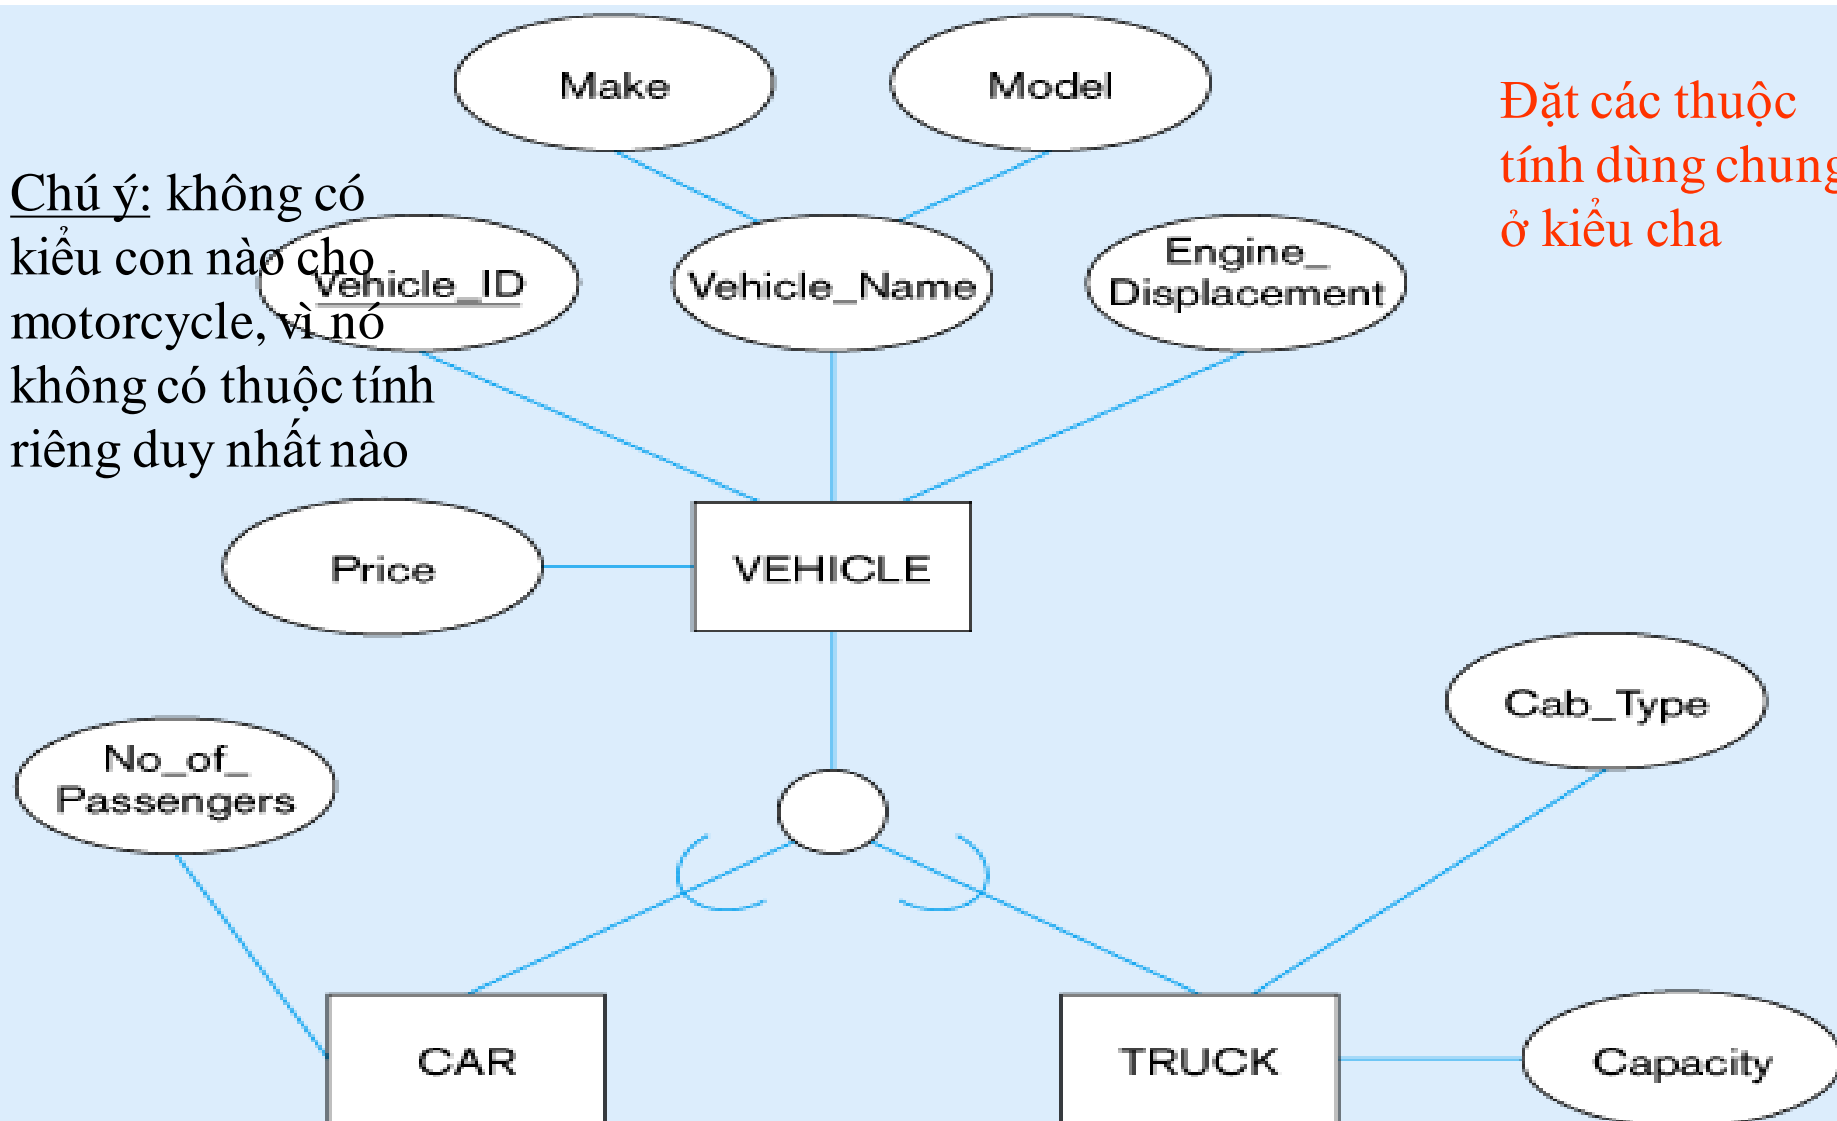 Make
Model
Đặt các thuộc
tính dùng chung
ở kiểu cha
Chú ý: không có
kiểu con nào cho
motorcycle, vì nó
không có thuộc tính
riêng duy nhất nào
Vehicle_ID
Vehicle_Name
Engine_
Displacement
Price
VEHICLE
Cab_Type
No_of_
Passengers
CAR
TRUCK
Capacity